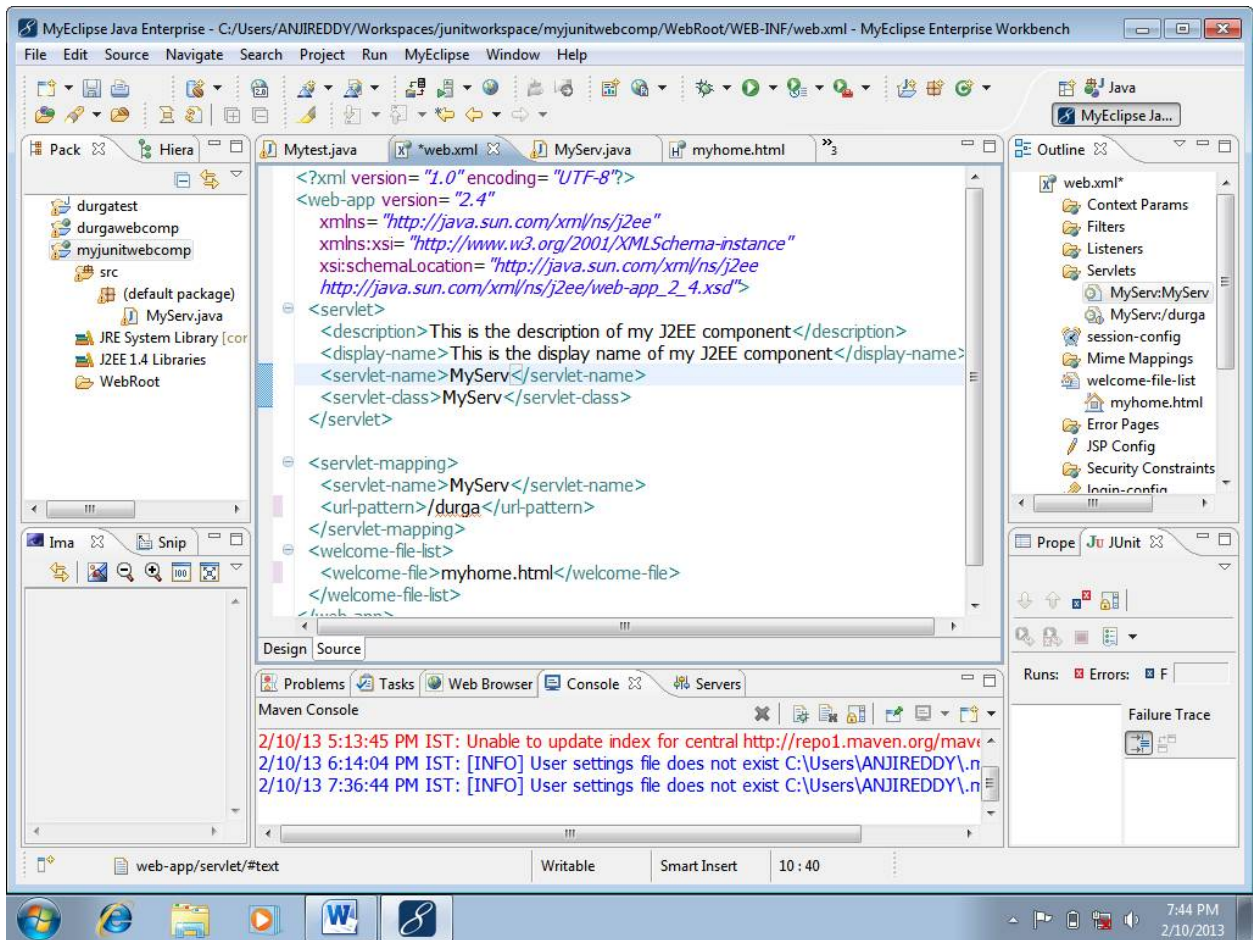 MyEclipse Java Enterprise - C:/Users/ANJIREDDY/Workspaces/junitworkspace/myjunitwebcomp/WebRoot/WEB-INF/web.xml - MyEclipse Enterprise Workbench
File Edit Source Navigate Search Project Run MyEclipse Window Help
Java
MyEclipse Ja...
Pack
Hiera
durgatest
durgawebcomp
myjunitwebcomp
src
(default package)
MyServ.java
JRE System Library [cor
J2EE 1.4 Libraries
WebRoot
Ima
Snip
Mytest.java
*web.xml
MyServ.java
myhome.html
»3
<?xml version="1.0" encoding="UTF-8"?>
<web-app version="2.4"
xmlns="http://java.sun.com/xml/ns/j2ee"
xmlns:xsi="http://www.w3.org/2001/XMLSchema-instance"
xsi:schemaLocation="http://java.sun.com/xml/ns/j2ee
http://java.sun.com/xml/ns/j2ee/web-app_2_4.xsd">
<servlet>
<description>This is the description of my J2EE component</description>
<display-name>This is the display name of my J2EE component</display-name>
<servlet-name>MyServ</servlet-name>
<servlet-class>MyServ</servlet-class>
</servlet>
<servlet-mapping>
<servlet-name>MyServ</servlet-name>
<url-pattern>/durga</url-pattern>
</servlet-mapping>
<welcome-file-list>
<welcome-file>myhome.html</welcome-file>
</welcome-file-list>
</web-app>
Design Source
Problems Tasks Web Browser Console Servers
Maven Console
2/10/13 5:13:45 PM IST: Unable to update index for central http://repo1.maven.org/mave
2/10/13 6:14:04 PM IST: [INFO] User settings file does not exist C:\Users\ANJIREDDY\.m
2/10/13 7:36:44 PM IST: [INFO] User settings file does not exist C:\Users\ANJIREDDY\.m
Outline
web.xml*
Context Params
Filters
Listeners
Servlets
MyServ:MyServ
MyServ:/durga
session-config
Mime Mappings
welcome-file-list
myhome.html
Error Pages
JSP Config
Security Constraints
login-config
Prope
JUnit
Runs: Errors: F
Failure Trace
web-app/servlet/#text
Writable
Smart Insert
10 : 40
7:44 PM
2/10/2013